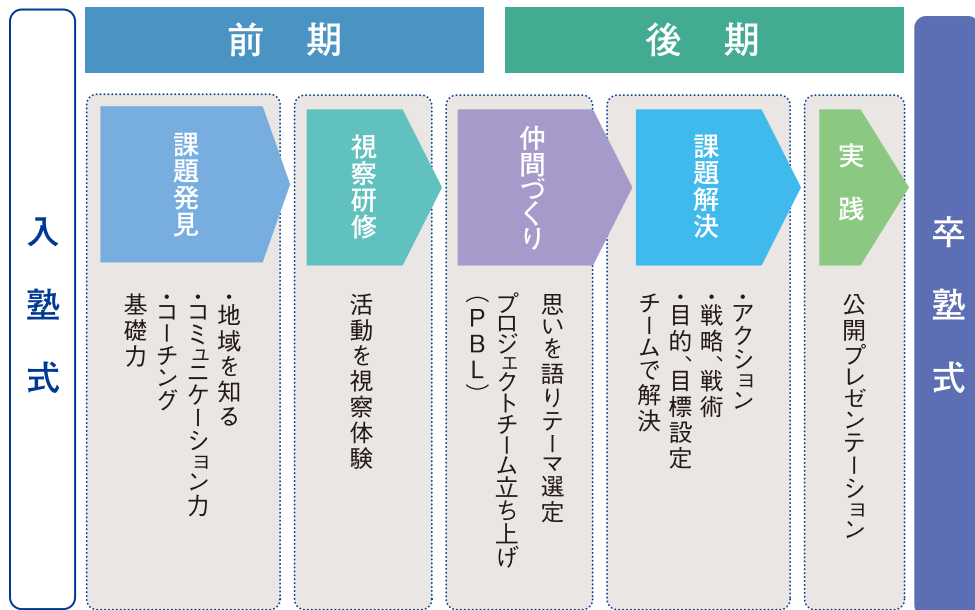 入塾式
前期
後期
課題発見
基礎力
・コーチング
・コミュニケーション力
・地域を知る
視察研修
活動を視察体験
仲間づくり
思いを語りテーマ選定
プロジェクトチーム立ち上げ
（ＰＢＬ）
課題解決
チームで解決
・目的、目標設定
・戦略、戦術
・アクション
実践
公開プレゼンテーション
卒塾式